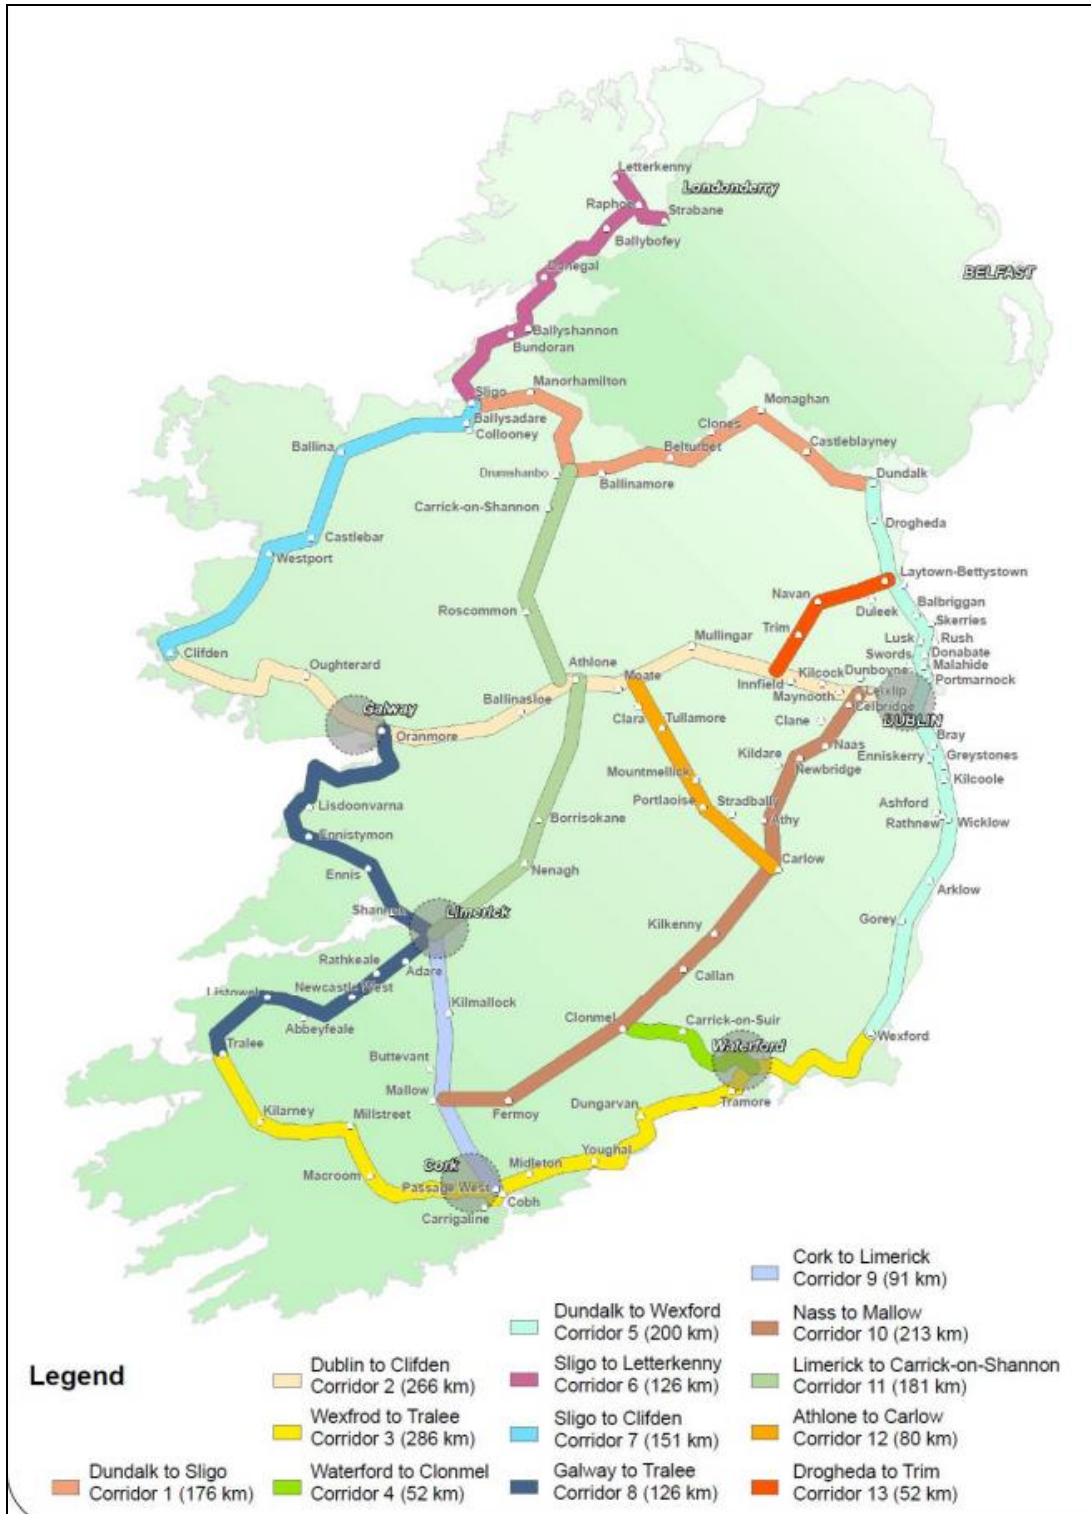 Letterkenny
Londonderry
Raphoe
Strabane
Ballybofey
Donegal
BELFAST
Ballyshannon
Bundoran
Manorhamilton
Sligo
Monaghan
Ballysadare
Clones
Collooney
Ballina
Belturbet
Castleblayney
Drumshanbo
Ballinamore
Dundalk
Carrick-on-Shannon
Drogheda
Castlebar
Westport
Laytown-Bettystown
Navan
Balbriggan
Roscommon
Duleek
Skerries
Trim
Mullingar
Lusk
Rush
Clifden
Swords
Donabate
Oughterard
Athlone
Moate
Kilcock
Dunboyne
Malahide
Innfield
Portmarnock
Ballinasloe
Maynooth
Leixlip
Galway
Celbridge
Clara
Tullamore
Clane
DUBLIN
Oranmore
Bray
Naas
Kildare
Enniskerry
Greystones
Newbridge
Mountmellick
Kilcoole
Lisdoonvarna
Portlaoise
Stradbally
Ashford
Borrisokane
Athy
Rathnew
Wicklow
Ennistymon
Carlow
Nenagh
Ennis
Arklow
Shannon
Limerick
Gorey
Kilkenny
Rathkeale
Adare
Callan
Listowel
Newcastle West
Kilmallock
Abbeyfeale
Clonmel
Carrick-on-Suir
Tralee
Waterford
Wexford
Buttevant
Mallow
Tramore
Kilarney
Millstreet
Fermoy
Dungarvan
Youghal
Cork
Midleton
Macroom
Passage West
Cobh
Carrigaline
Legend
Dundalk to Sligo
Corridor 1 (176 km)
Dublin to Clifden
Corridor 2 (266 km)
Wexfrod to Tralee
Corridor 3 (286 km)
Waterford to Clonmel
Corridor 4 (52 km)
Dundalk to Wexford
Corridor 5 (200 km)
Sligo to Letterkenny
Corridor 6 (126 km)
Sligo to Clifden
Corridor 7 (151 km)
Galway to Tralee
Corridor 8 (126 km)
Cork to Limerick
Corridor 9 (91 km)
Nass to Mallow
Corridor 10 (213 km)
Limerick to Carrick-on-Shannon
Corridor 11 (181 km)
Athlone to Carlow
Corridor 12 (80 km)
Drogheda to Trim
Corridor 13 (52 km)